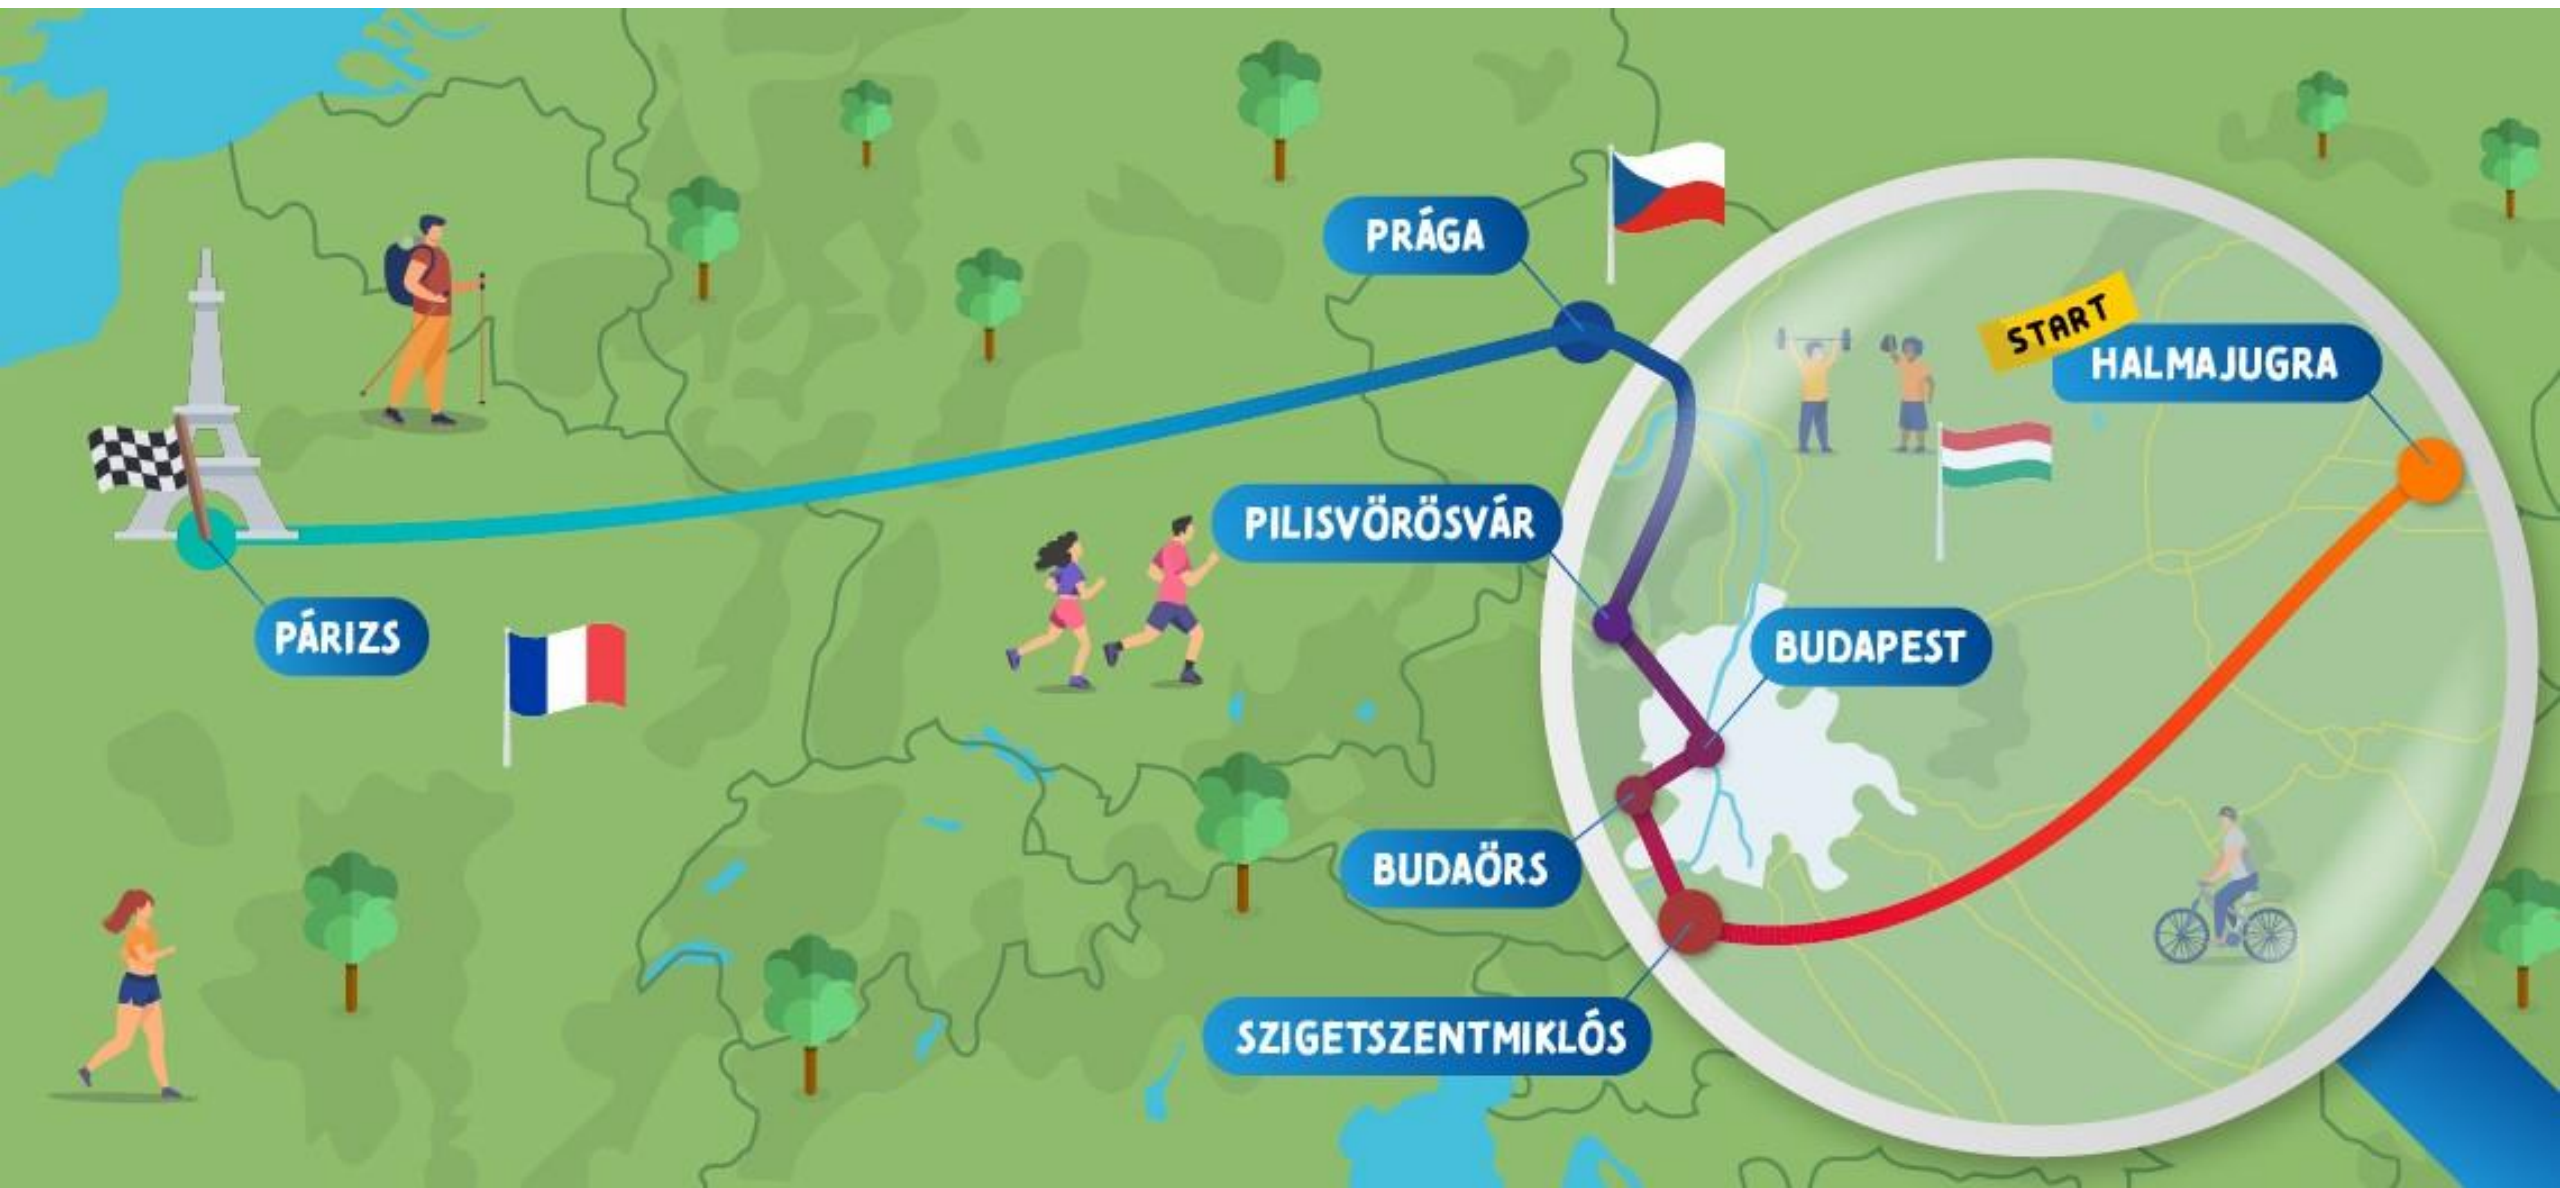 PRÁGA
START
HALMAJUGRA
PILISVÖRÖSVÁR
PÁRIZS
BUDAPEST
BUDAÖRS
SZIGETSZENTMIKLÓS